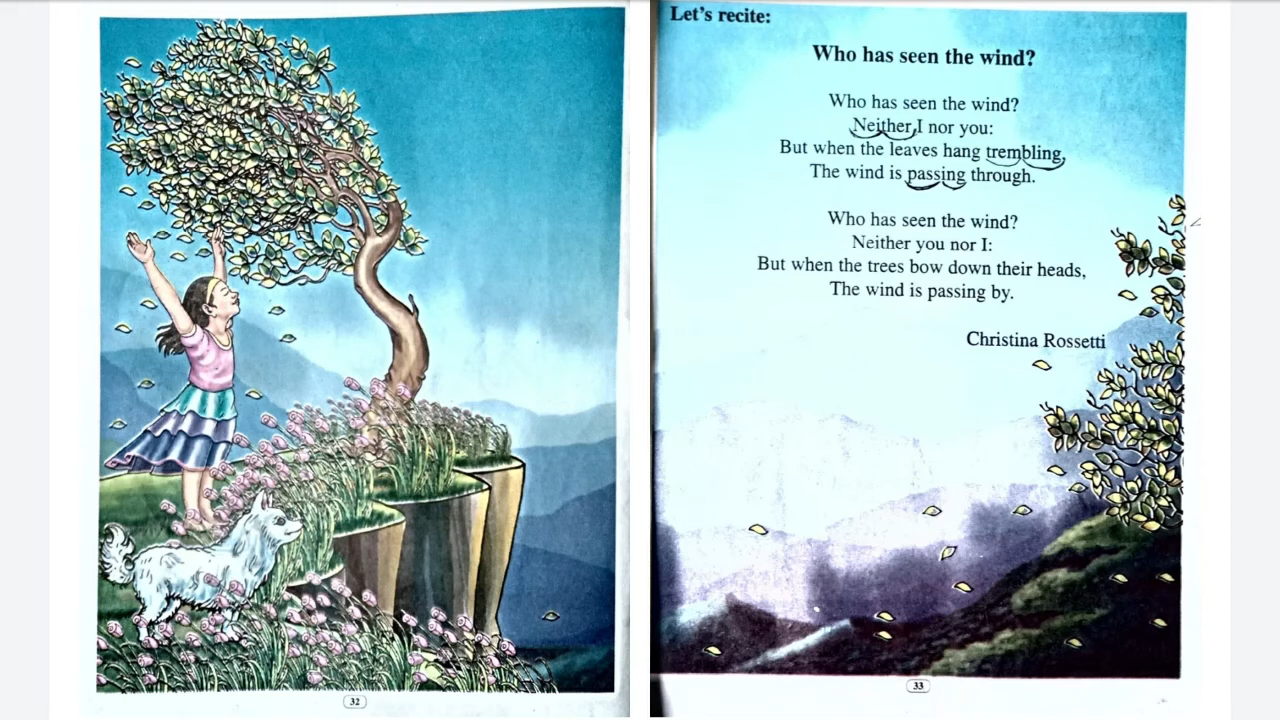 32
Let's recite:
Who has seen the wind?
Who has seen the wind?
Neither I nor you:
But when the leaves hang trembling,
The wind is passing through.
Who has seen the wind?
Neither you nor I:
But when the trees bow down their heads,
The wind is passing by.
Christina Rossetti
33